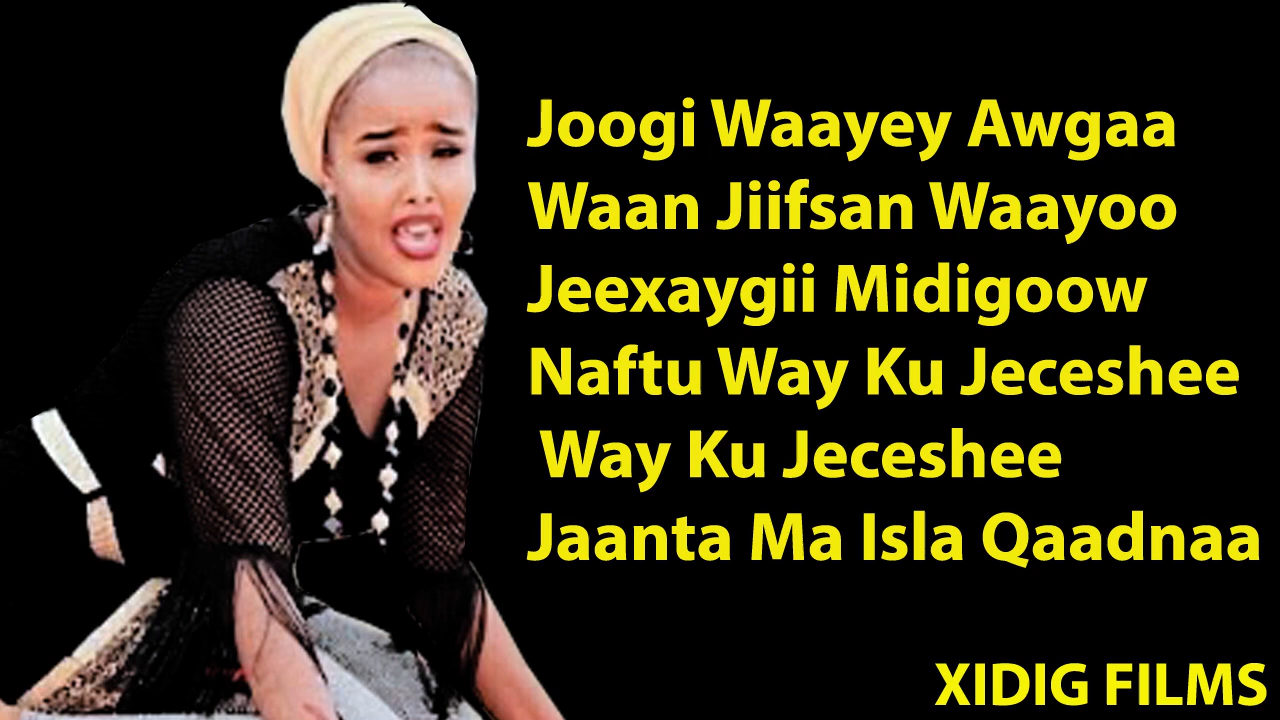 Joogi Waayey Awgaa
Waan Jiifsan Waayoo
Jeexaygii Midigoow
Naftu Way Ku Jeceshee
Way Ku Jeceshee
Jaanta Ma Isla Qaadnaa
XIDIG FILMS